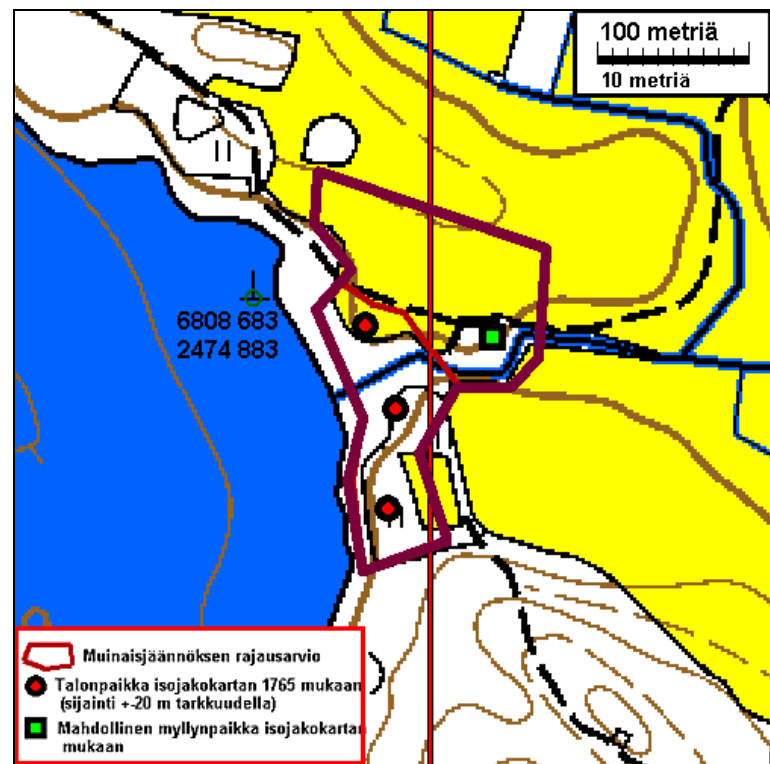 100 metriä
10 metriä
6808 683
2474 883
Muinaisjäännöksen rajausarvio
Talonpaikka isojakokartan 1765 mukaan
(sijainti +-20 m tarkkuudella)
Mahdollinen myllynpaikka isojakokartan
mukaan